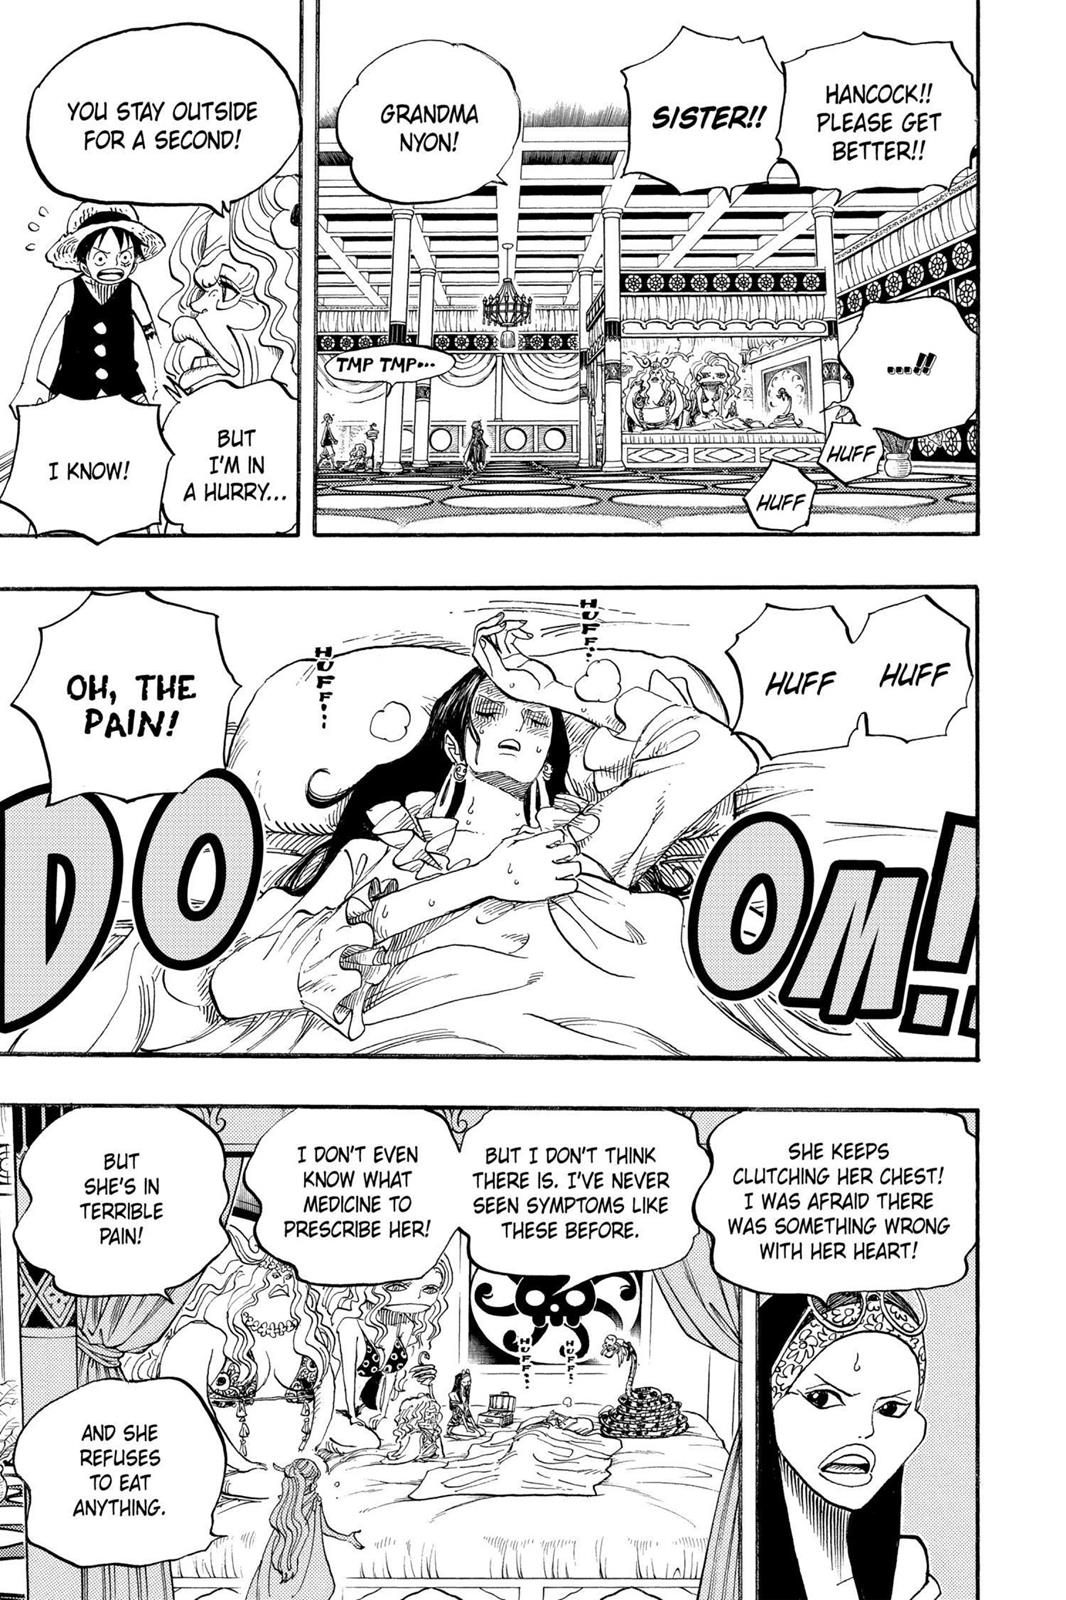 HANCOCK!!
PLEASE GET
BETTER!!
SISTER!!
GRANDMA
NYON!
TMP TMP...
....!!
HUFF
HUFF
YOU STAY OUTSIDE
FOR A SECOND!
BUT
I'M IN
A HURRY...
I KNOW!
HUFF
HUFF
HUFF...
HUFF...
OH, THE
PAIN!
DOOM!!
SHE KEEPS
CLUTCHING HER CHEST!
I WAS AFRAID THERE
WAS SOMETHING WRONG
WITH HER HEART!
BUT I DON'T THINK
THERE IS. I'VE NEVER
SEEN SYMPTOMS LIKE
THESE BEFORE.
I DON'T EVEN
KNOW WHAT
MEDICINE TO
PRESCRIBE HER!
HUFF...
HUFF...
BUT
SHE'S IN
TERRIBLE
PAIN!
AND SHE
REFUSES
TO EAT
ANYTHING.